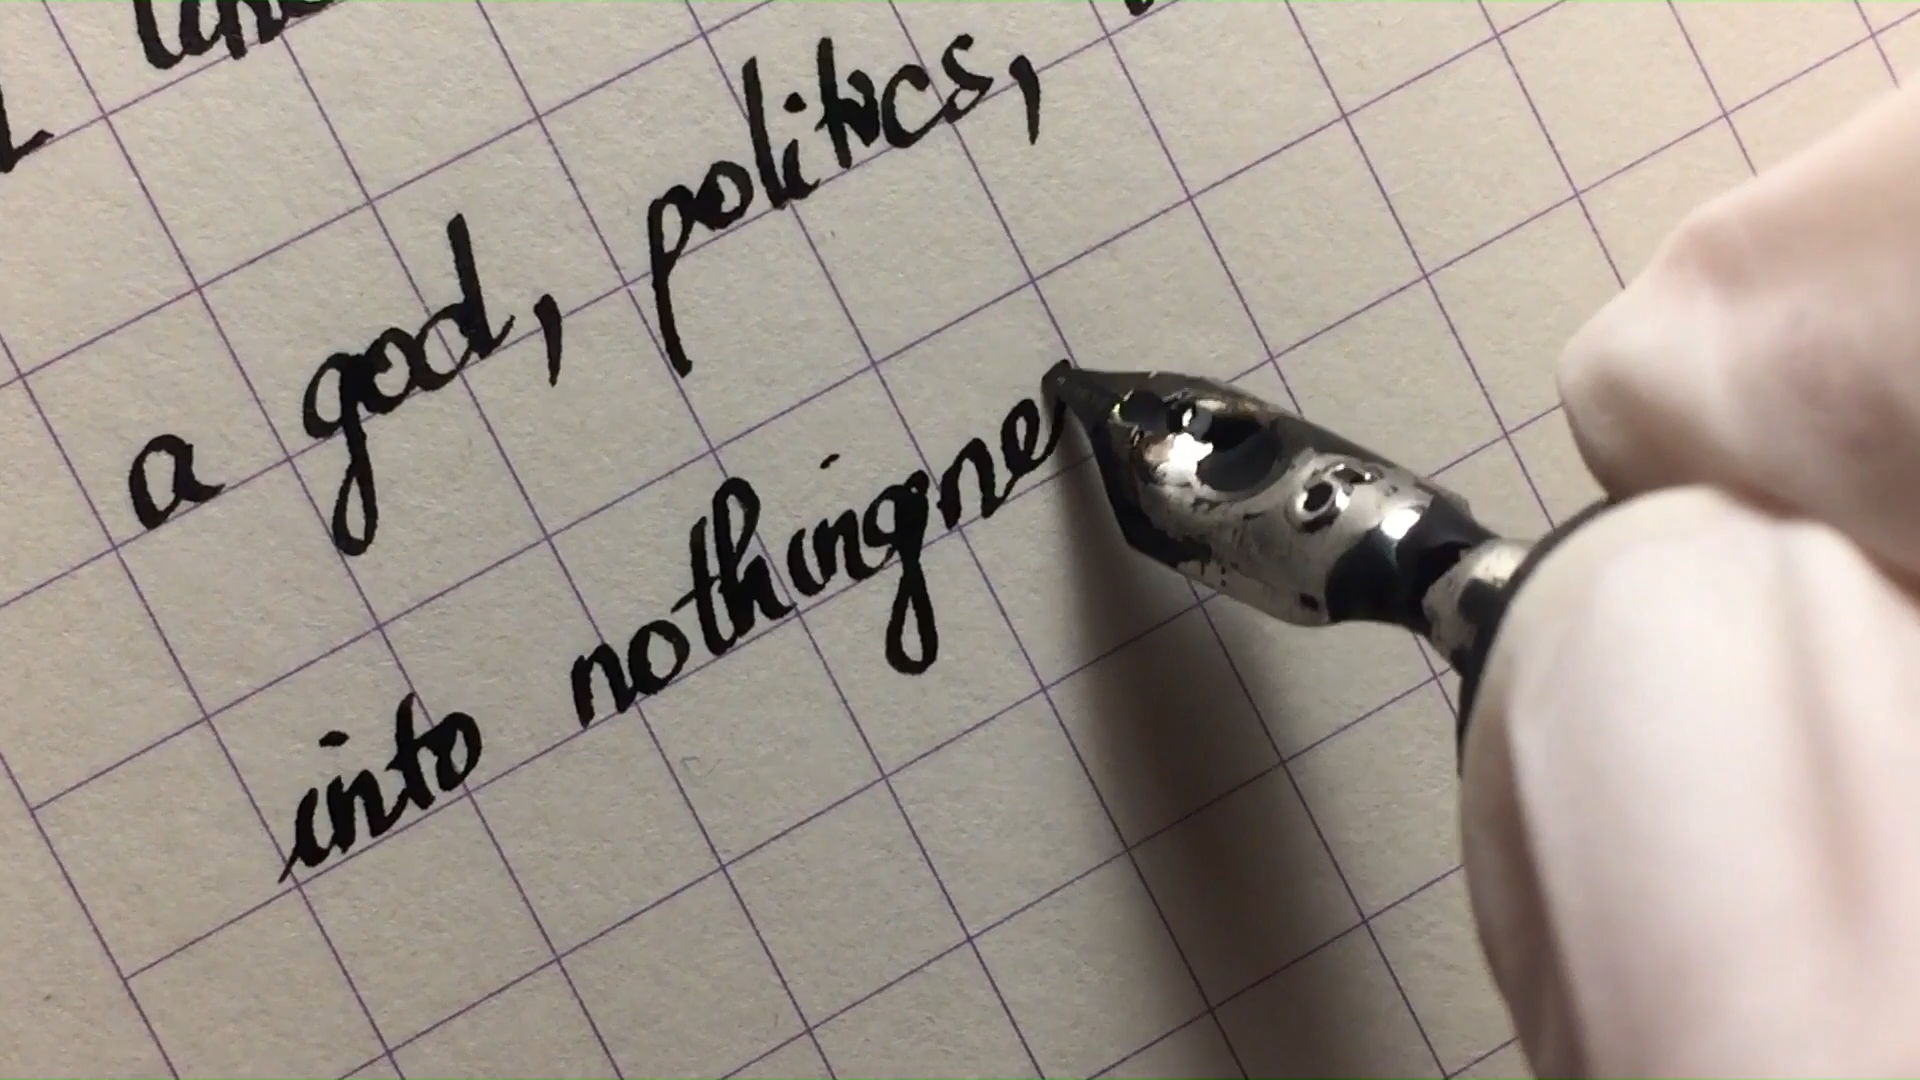 a god, politics,
into nothingne